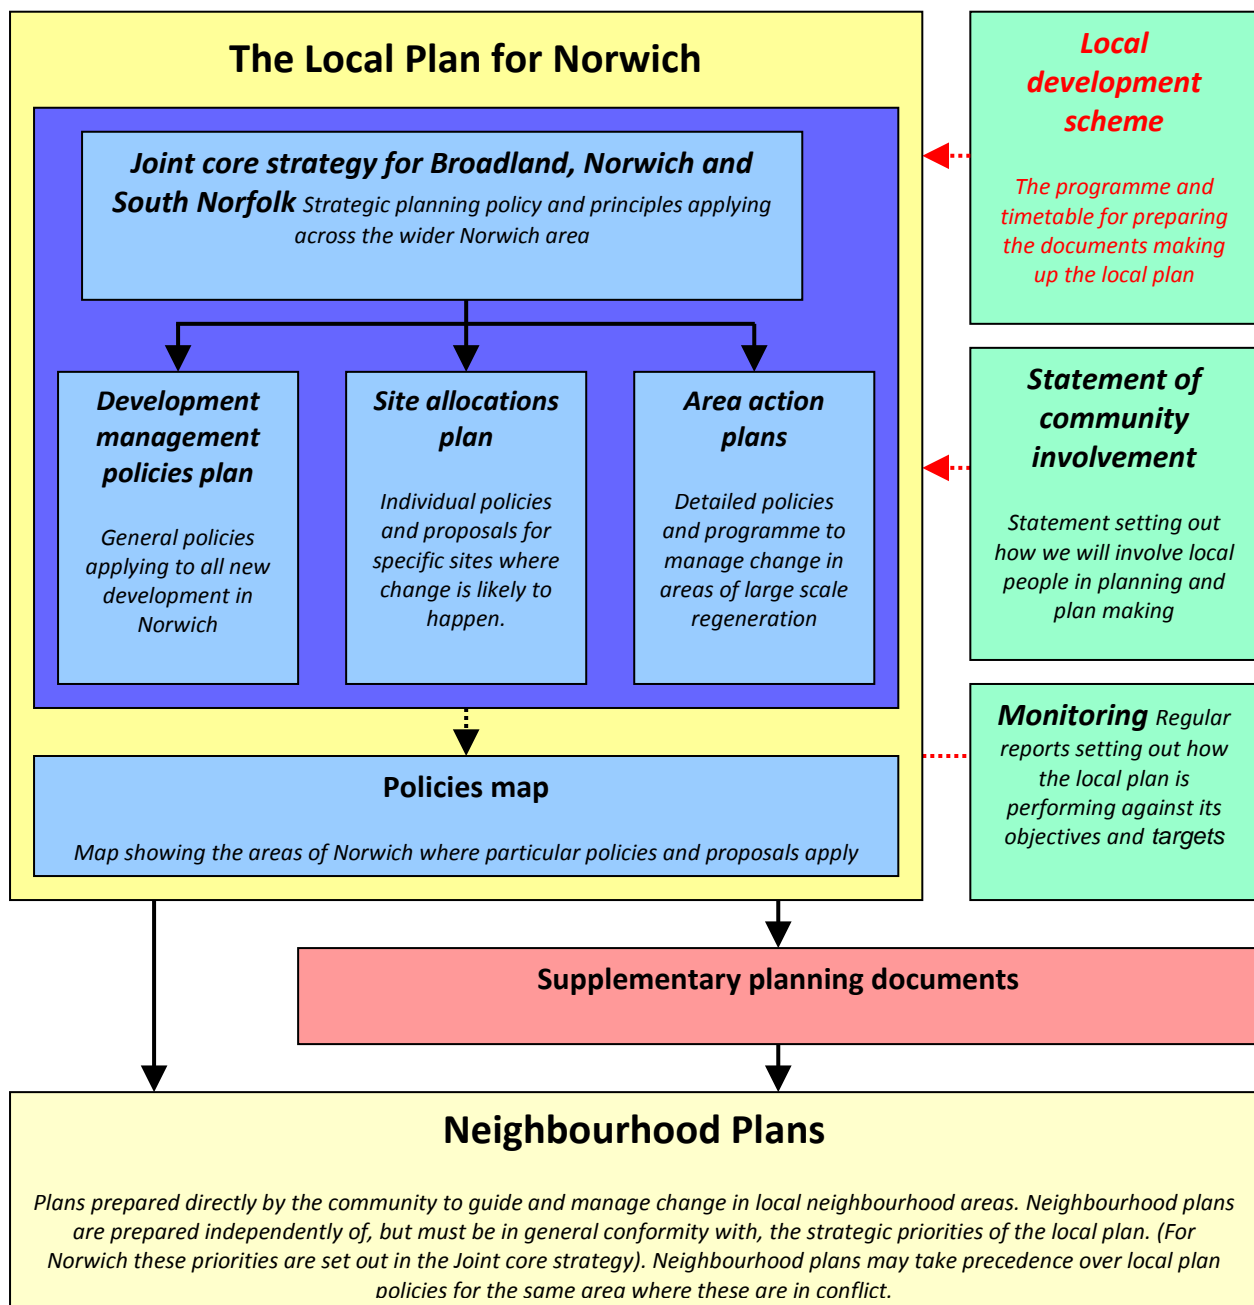 The Local Plan for Norwich
Joint core strategy for Broadland, Norwich and
South Norfolk Strategic planning policy and principles applying
across the wider Norwich area
Development
management
policies plan
General policies
applying to all new
development in
Norwich
Site allocations
plan
Individual policies
and proposals for
specific sites where
change is likely to
happen.
Area action
plans
Detailed policies
and programme to
manage change in
areas of large scale
regeneration
Policies map
Map showing the areas of Norwich where particular policies and proposals apply
Local
development
scheme
The programme and
timetable for preparing
the documents making
up the local plan
Statement of
community
involvement
Statement setting out
how we will involve local
people in planning and
plan making
Monitoring Regular
reports setting out how
the local plan is
performing against its
objectives and targets
Supplementary planning documents
Neighbourhood Plans
Plans prepared directly by the community to guide and manage change in local neighbourhood areas. Neighbourhood plans
are prepared independently of, but must be in general conformity with, the strategic priorities of the local plan. (For
Norwich these priorities are set out in the Joint core strategy). Neighbourhood plans may take precedence over local plan
policies for the same area where these are in conflict.